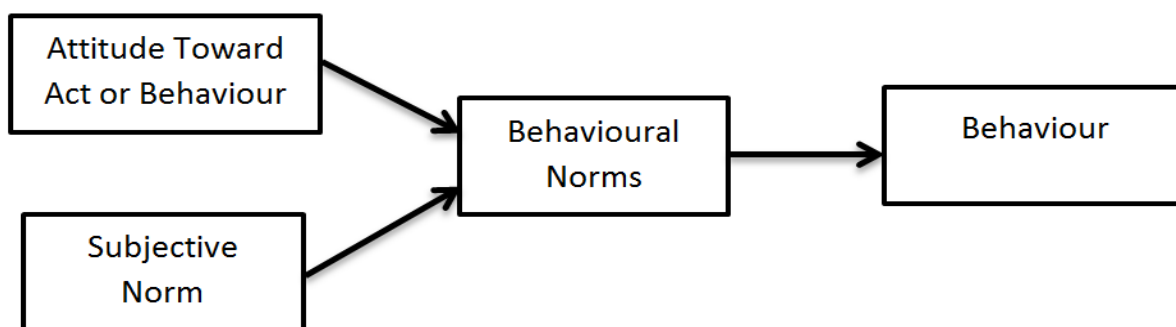 Attitude Toward
Act or Behaviour
Subjective
Norm
Behavioural
Norms
Behaviour